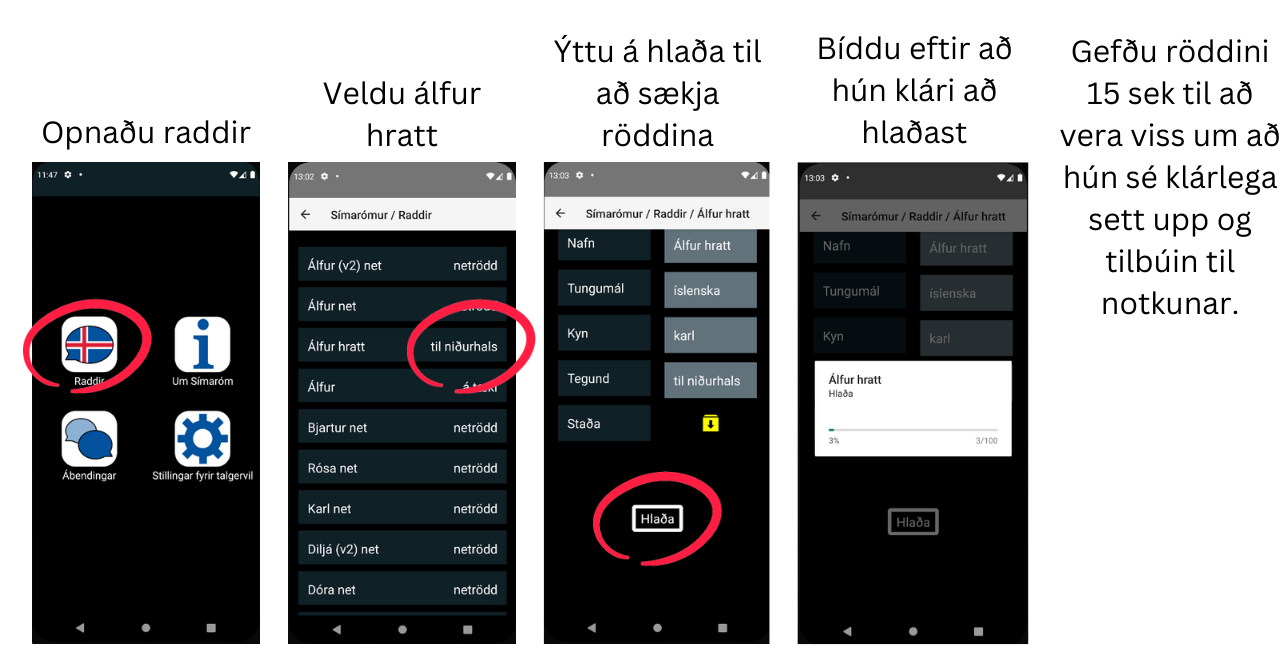 Opnaðu raddir
11:47
Raddir
Um Símaróm
Ábendingar
Stillingar fyrir talgervil
Veldu álfur
hratt
13:02
Símarómur / Raddir
Álfur (v2) net netrödd
Álfur net netrödd
Álfur hratt til niðurhals
Álfur á tæki
Bjartur net netrödd
Rósa net netrödd
Karl net netrödd
Diljá (v2) net netrödd
Dóra net netrödd
Ýttu á hlaða til
að sækja
röddina
13:03
Símarómur / Raddir / Álfur hratt
Nafn Álfur hratt
Tungumál íslenska
Kyn karl
Tegund til niðurhals
Staða
Hlaða
Bíddu eftir að
hún klári að
hlaðast
13:03
Símarómur / Raddir / Álfur hratt
Nafn Álfur hratt
Tungumál íslenska
Kyn karl
Álfur hratt
Hlaða
3% 3/100
Hlaða
Gefðu röddini
15 sek til að
vera viss um að
hún sé klárlega
sett upp og
tilbúin til
notkunar.